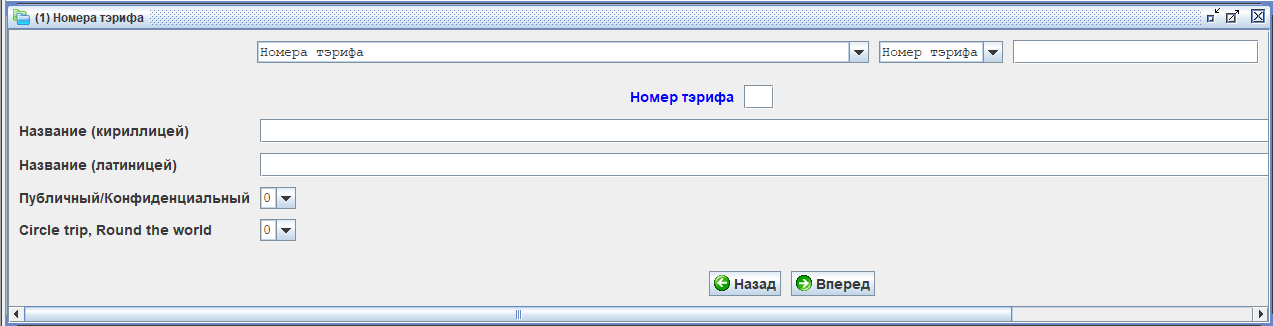 (1) Номера тэрифа
Номера тэрифа Номер тэрифа
Номер тэрифа
Название (кириллицей)
Название (латиницей)
Публичный/Конфиденциальный 0
Circle trip, Round the world 0
Назад Вперед